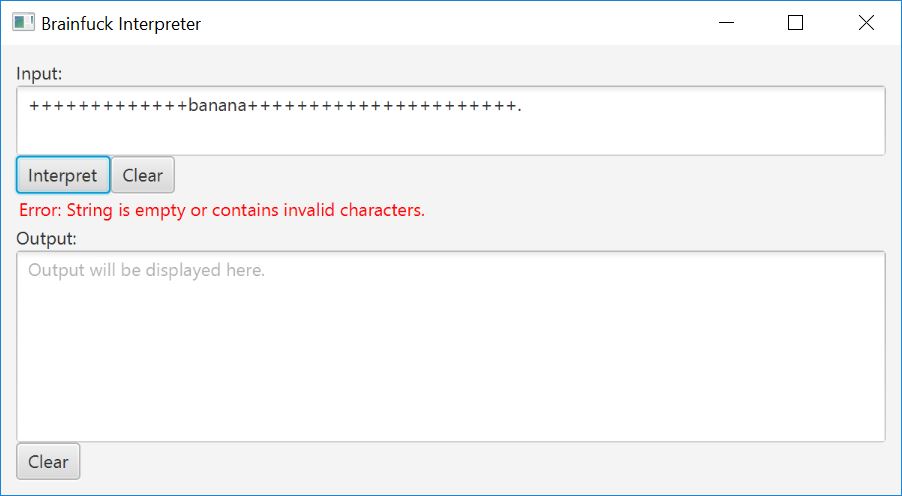 Brainfuck Interpreter
Input:
+++++++++++++banana++++++++++++++++++++++.
Interpret Clear
Error: String is empty or contains invalid characters.
Output:
Output will be displayed here.
Clear